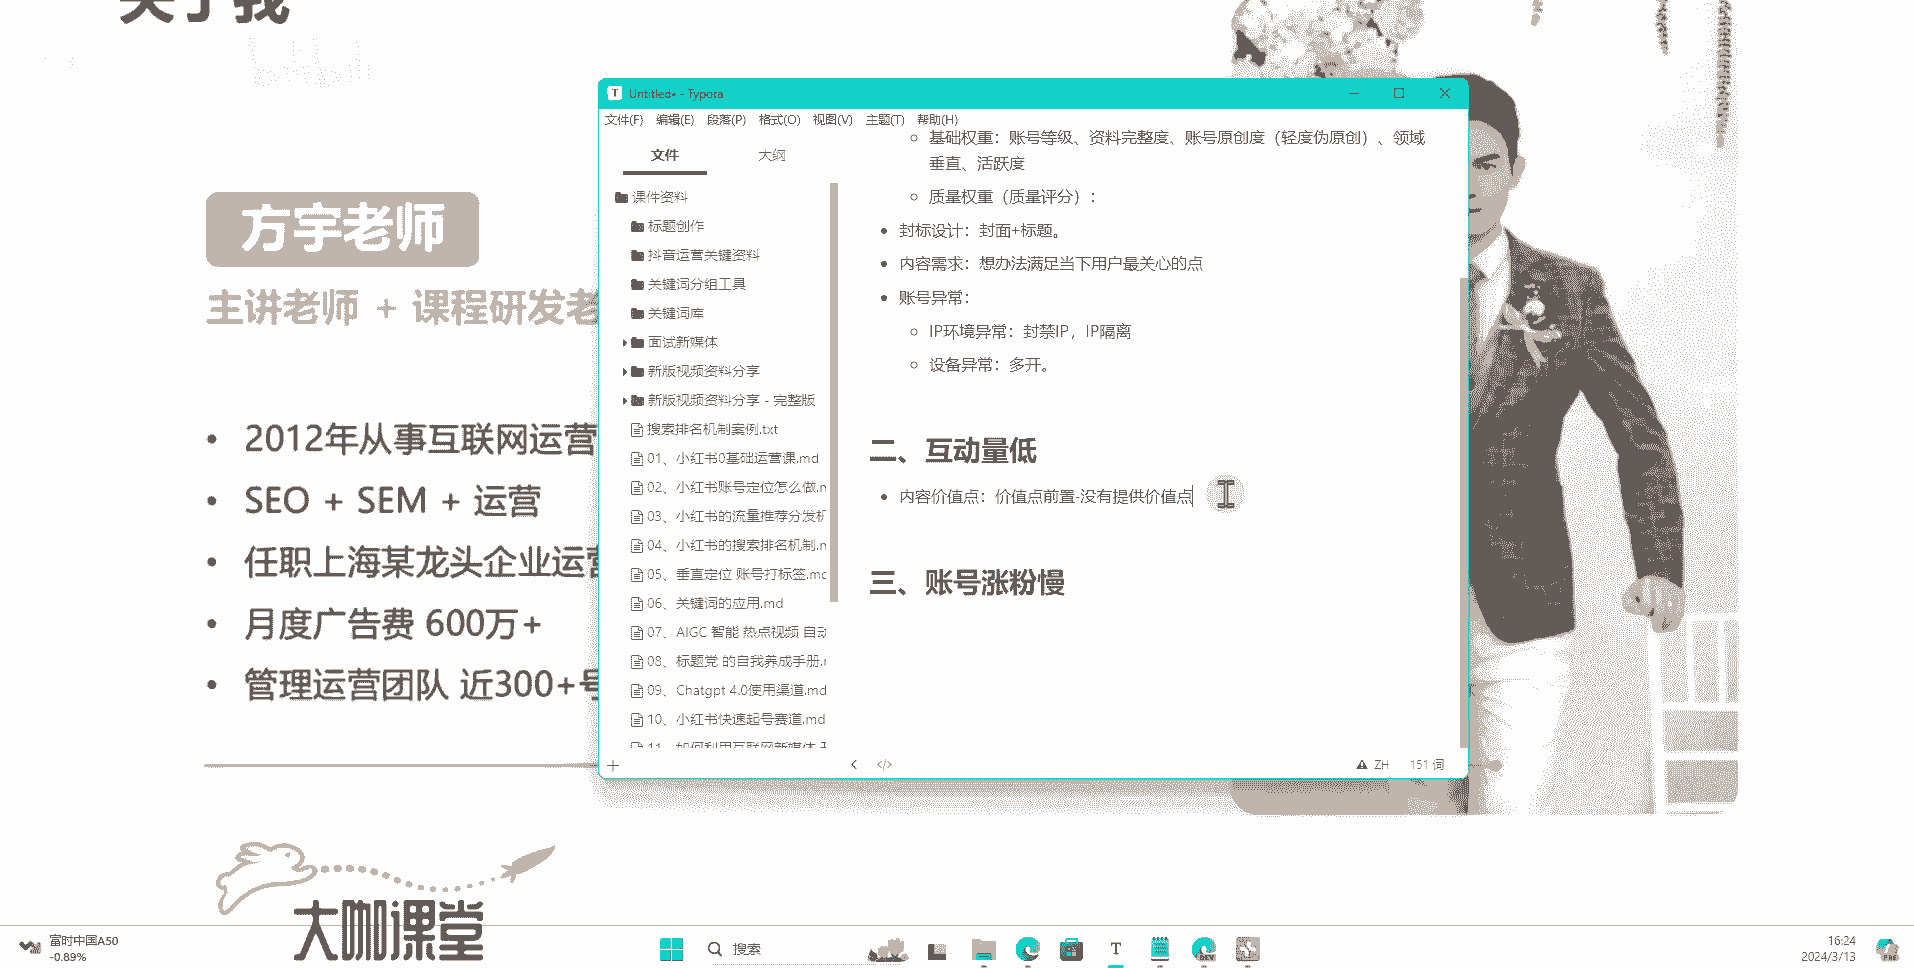 关于我
bilibili
方宇老师
主讲老师 + 课程研发老
2012年从事互联网运营
SEO + SEM + 运营
任职上海某龙头企业运营
月度广告费 600万+
管理运营团队 近300+号
大咖课堂
Untitled• - Typora
文件(F) 编辑(E) 段落(P) 格式(O) 视图(V) 主题(T) 帮助(H)
文件 大纲
课件资料
标题创作
抖音运营关键资料
关键词分组工具
关键词库
面试新媒体
新版视频资料分享
新版视频资料分享 - 完整版
搜索排名机制案例.txt
01、小红书0基础运营课.md
02、小红书账号定位怎么做.m
03、小红书的流量推荐分发机
04、小红书的搜索排名机制.m
05、垂直定位 账号打标签.md
06、关键词的应用.md
07、AIGC 智能 热点视频 自动
08、标题党 的自我养成手册.m
09、Chatgpt 4.0使用渠道.md
10、小红书快速起号赛道.md
11、如何利用互联网新媒体
基础权重：账号等级、资料完整度、账号原创度（轻度伪原创）、领域
垂直、活跃度
质量权重（质量评分）：
封标设计：封面+标题。
内容需求：想办法满足当下用户最关心的点
账号异常：
IP环境异常：封禁IP，IP隔离
设备异常：多开。
二、互动量低
内容价值点：价值点前置-没有提供价值点
三、账号涨粉慢
ZH 151 词
富时中国A50
-0.89%
搜索
16:24
2024/3/13